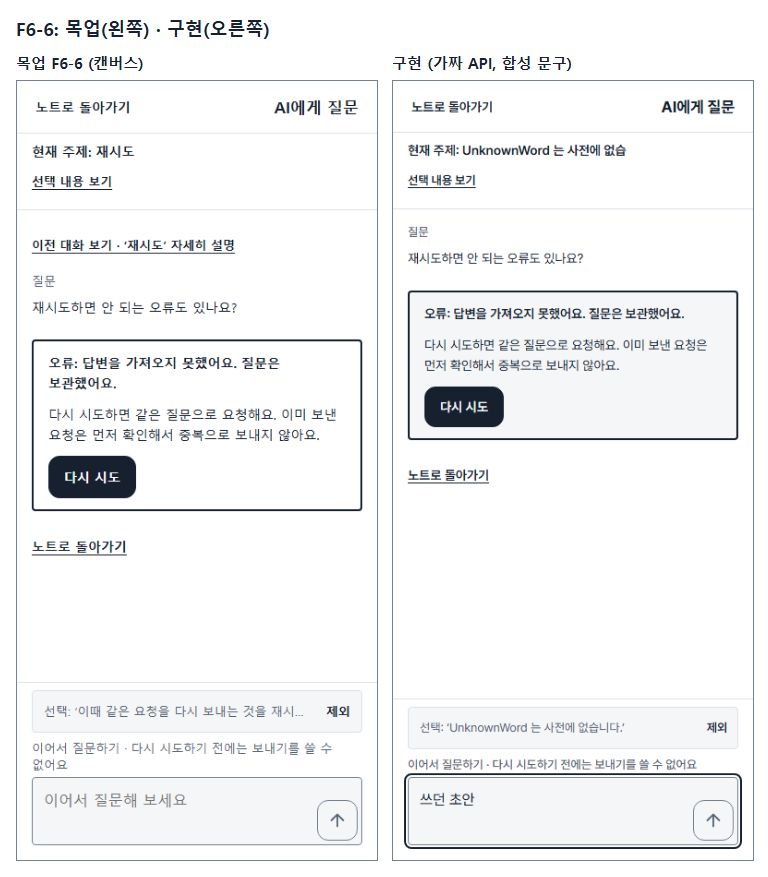 F6-6: 목업(왼쪽) · 구현(오른쪽)
목업 F6-6 (캔버스)
노트로 돌아가기
AI에게 질문
현재 주제: 재시도
선택 내용 보기
이전 대화 보기 · ‘재시도’ 자세히 설명
질문
재시도하면 안 되는 오류도 있나요?
오류: 답변을 가져오지 못했어요. 질문은
보관했어요.
다시 시도하면 같은 질문으로 요청해요. 이미 보낸
요청은 먼저 확인해서 중복으로 보내지 않아요.
다시 시도
노트로 돌아가기
선택: ‘이때 같은 요청을 다시 보내는 것을 재시...
제외
이어서 질문하기 · 다시 시도하기 전에는 보내기를 쓸 수
없어요
이어서 질문해 보세요
구현 (가짜 API, 합성 문구)
노트로 돌아가기
AI에게 질문
현재 주제: UnknownWord 는 사전에 없습
선택 내용 보기
질문
재시도하면 안 되는 오류도 있나요?
오류: 답변을 가져오지 못했어요. 질문은 보관했어요.
다시 시도하면 같은 질문으로 요청해요. 이미 보낸 요청은
먼저 확인해서 중복으로 보내지 않아요.
다시 시도
노트로 돌아가기
선택: ‘UnknownWord 는 사전에 없습니다.’
제외
이어서 질문하기 · 다시 시도하기 전에는 보내기를 쓸 수 없어요
쓰던 초안